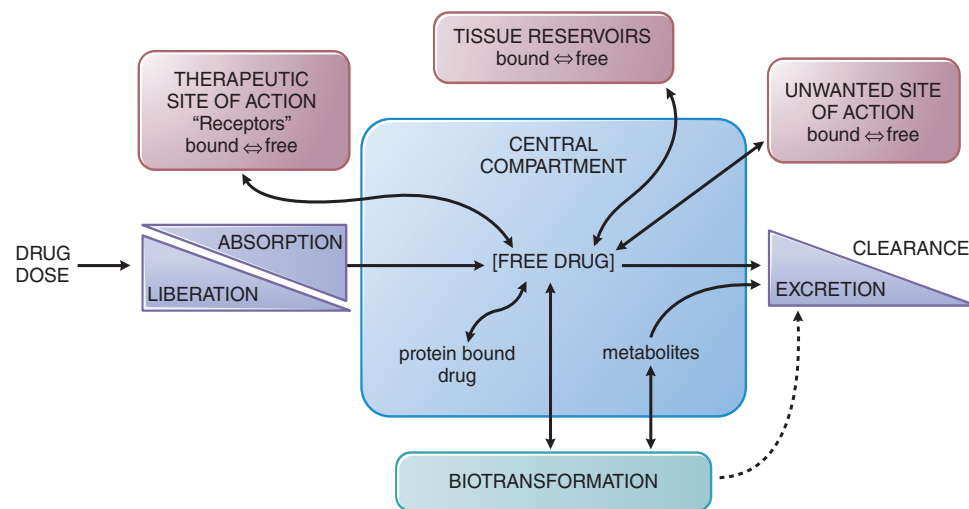 TISSUE RESERVOIRS
bound ⇔ free
THERAPEUTIC
SITE OF ACTION
“Receptors”
bound ⇔ free
UNWANTED SITE
OF ACTION
bound ⇔ free
CENTRAL
COMPARTMENT
DRUG
DOSE
ABSORPTION
LIBERATION
[FREE DRUG]
CLEARANCE
EXCRETION
protein bound
drug
metabolites
BIOTRANSFORMATION